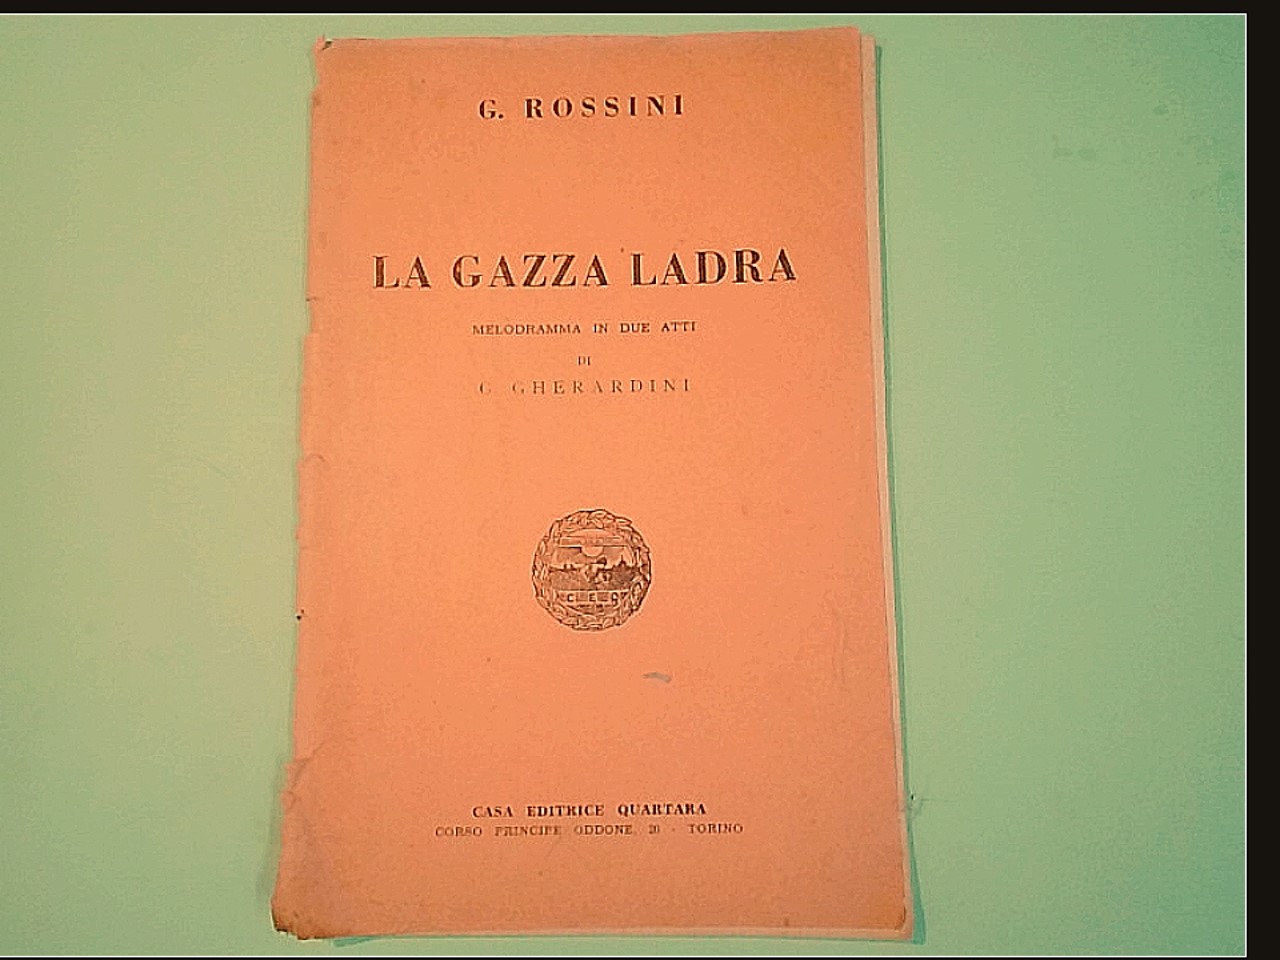 G. ROSSINI
LA GAZZA LADRA
MELODRAMMA IN DUE ATTI
DI
G. GHERARDINI
CASA EDITRICE QUARTARA
CORSO PRINCIPE ODDONE, 20 - TORINO